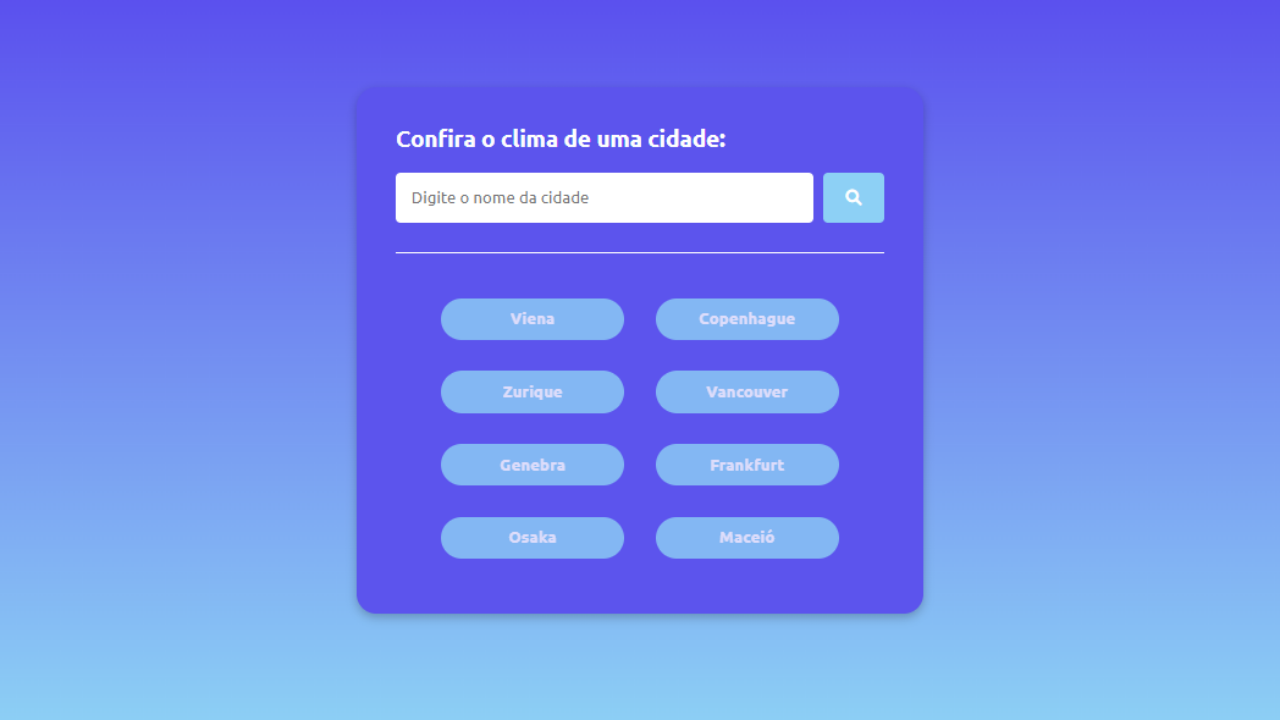 Confira o clima de uma cidade:
Digite o nome da cidade
Viena
Copenhague
Zurique
Vancouver
Genebra
Frankfurt
Osaka
Maceió